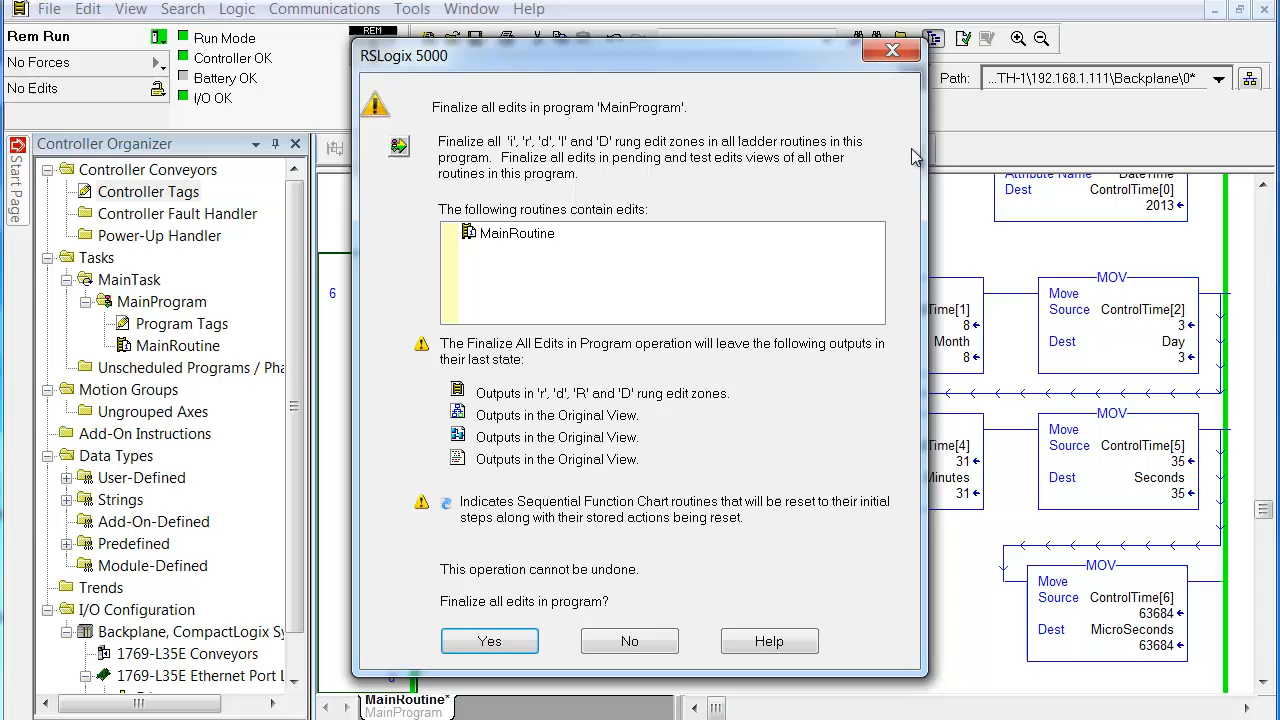 File Edit View Search Logic Communications Tools Window Help
Rem Run
No Forces
No Edits
REM
Run Mode
Controller OK
Battery OK
I/O OK
Path: ...TH-1\192.168.1.111\Backplane\0*
Start Page
Controller Organizer
Controller Conveyors
Controller Tags
Controller Fault Handler
Power-Up Handler
Tasks
MainTask
MainProgram
Program Tags
MainRoutine
Unscheduled Programs / Pha
Motion Groups
Ungrouped Axes
Add-On Instructions
Data Types
User-Defined
Strings
Add-On-Defined
Predefined
Module-Defined
Trends
I/O Configuration
Backplane, CompactLogix Sy
1769-L35E Conveyors
1769-L35E Ethernet Port L
RSLogix 5000
Finalize all edits in program 'MainProgram'.
Finalize all 'i', 'r', 'd', 'I' and 'D' rung edit zones in all ladder routines in this
program. Finalize all edits in pending and test edits views of all other
routines in this program.
The following routines contain edits:
MainRoutine
The Finalize All Edits in Program operation will leave the following outputs in
their last state:
Outputs in 'r', 'd', 'R' and 'D' rung edit zones.
Outputs in the Original View.
Outputs in the Original View.
Outputs in the Original View.
Indicates Sequential Function Chart routines that will be reset to their initial
steps along with their stored actions being reset.
This operation cannot be undone.
Finalize all edits in program?
Yes No Help
6
Attribute Name DateTime
Dest ControlTime[0]
2013
Time[1]
8
Month
8
MOV
Move
Source ControlTime[2]
3
Dest Day
3
Time[4]
31
Minutes
31
MOV
Move
Source ControlTime[5]
35
Dest Seconds
35
MOV
Move
Source ControlTime[6]
63684
Dest MicroSeconds
63684
MainRoutine*
MainProgram